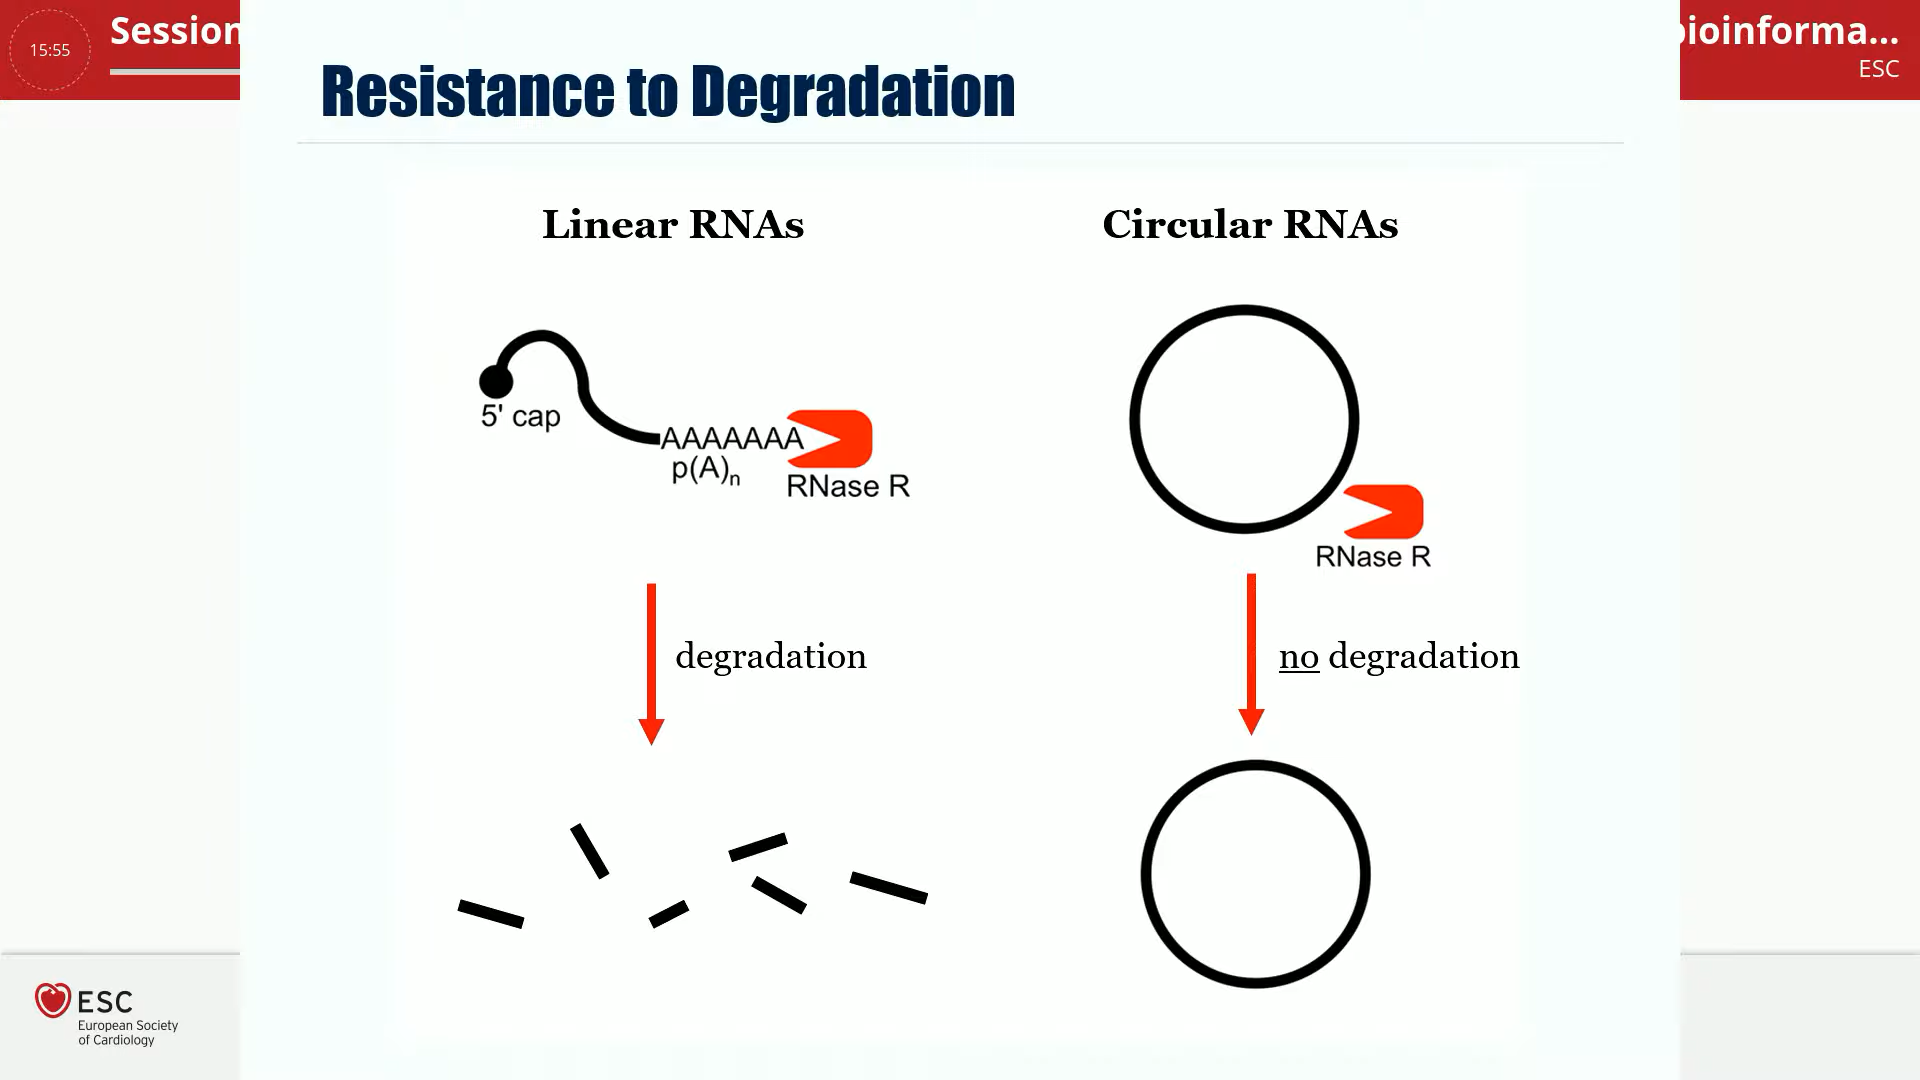 15:55
Session
bioinforma...
ESC
Resistance to Degradation
Linear RNAs
Circular RNAs
5' cap
AAAAAAA
p(A)n
RNase R
RNase R
degradation
no degradation
ESC
European Society
of Cardiology